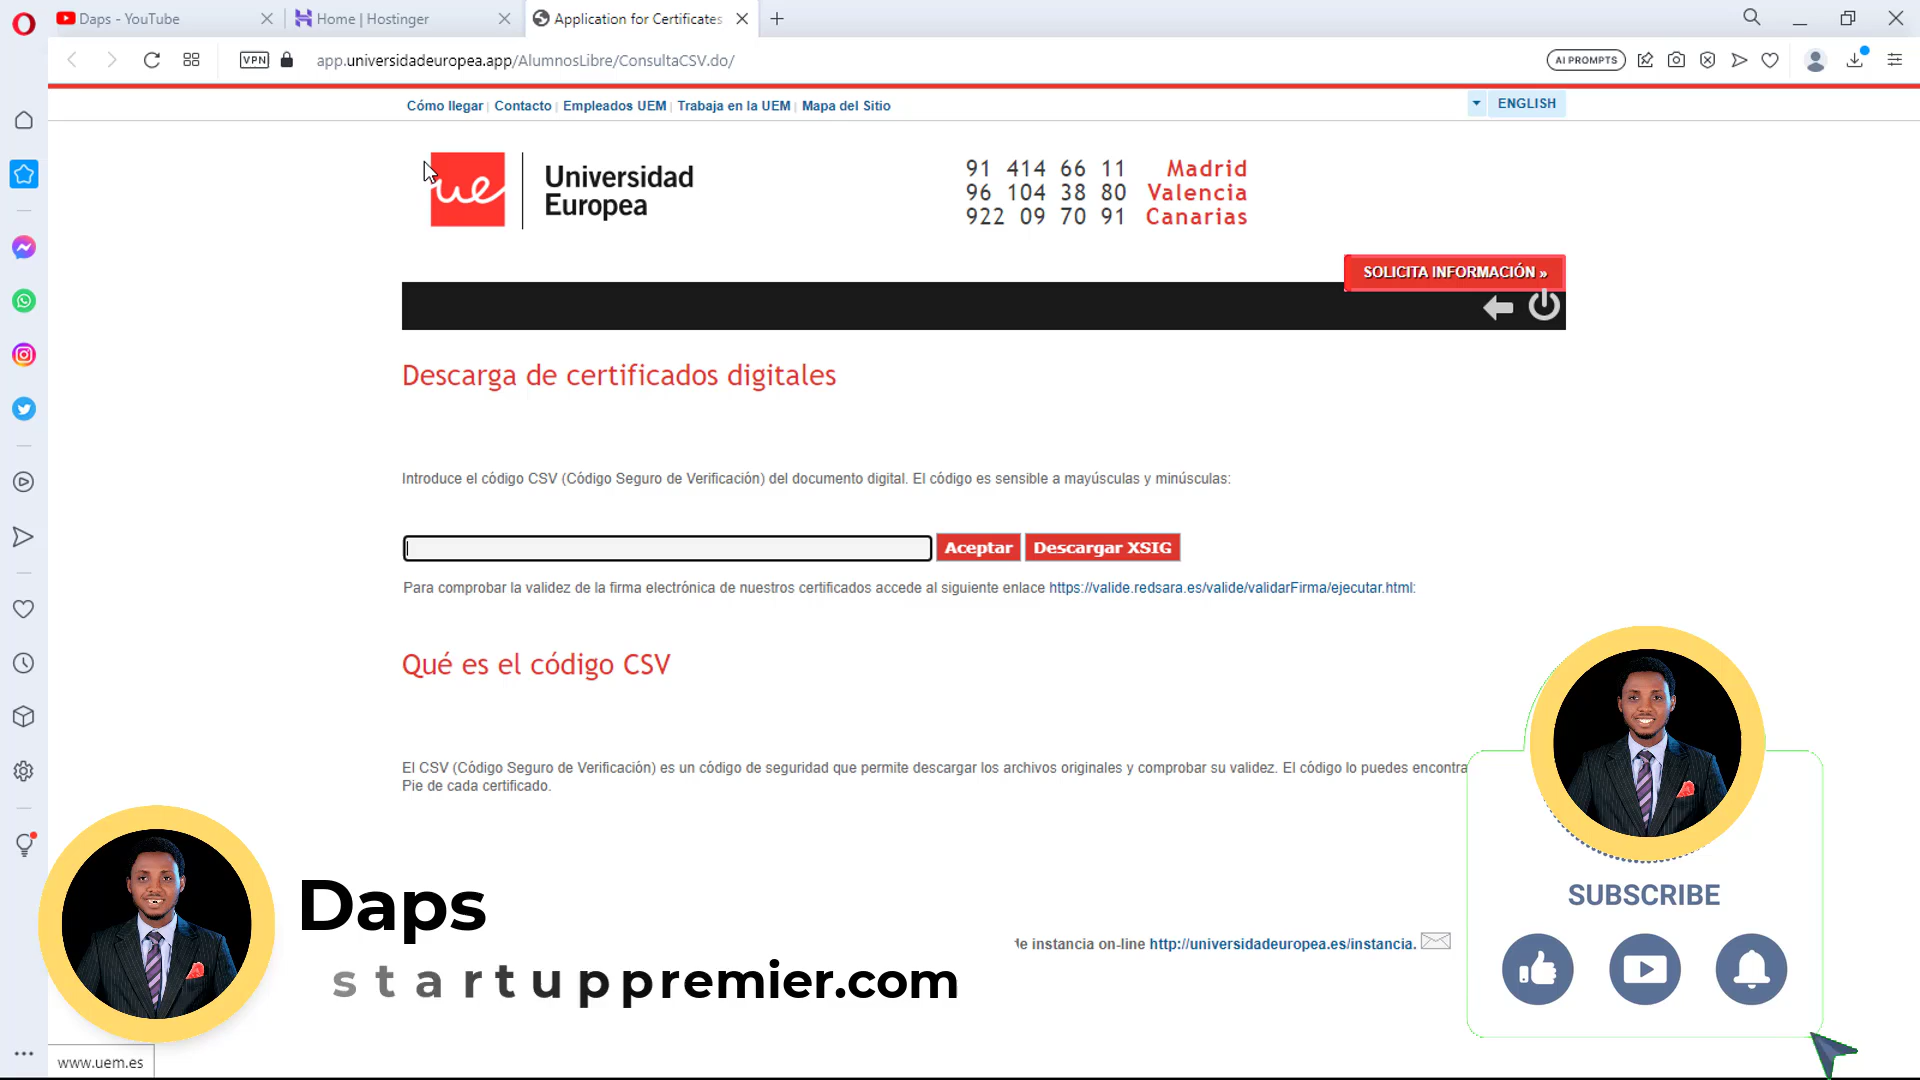 Daps - YouTube
Home | Hostinger
Application for Certificates
VPN
app.universidadeuropea.app/AlumnosLibre/ConsultaCSV.do/
AI PROMPTS
Cómo llegar | Contacto | Empleados UEM | Trabaja en la UEM | Mapa del Sitio
ENGLISH
ue
Universidad
Europea
91 414 66 11 Madrid
96 104 38 80 Valencia
922 09 70 91 Canarias
SOLICITA INFORMACIÓN »
Descarga de certificados digitales
Introduce el código CSV (Código Seguro de Verificación) del documento digital. El código es sensible a mayúsculas y minúsculas:
Aceptar
Descargar XSIG
Para comprobar la validez de la firma electrónica de nuestros certificados accede al siguiente enlace https://valide.redsara.es/valide/validarFirma/ejecutar.html:
Qué es el código CSV
El CSV (Código Seguro de Verificación) es un código de seguridad que permite descargar los archivos originales y comprobar su validez. El código lo puedes encontra
Pie de cada certificado.
Daps
startuppremier.com
instancia on-line http://universidadeuropea.es/instancia.
SUBSCRIBE
www.uem.es